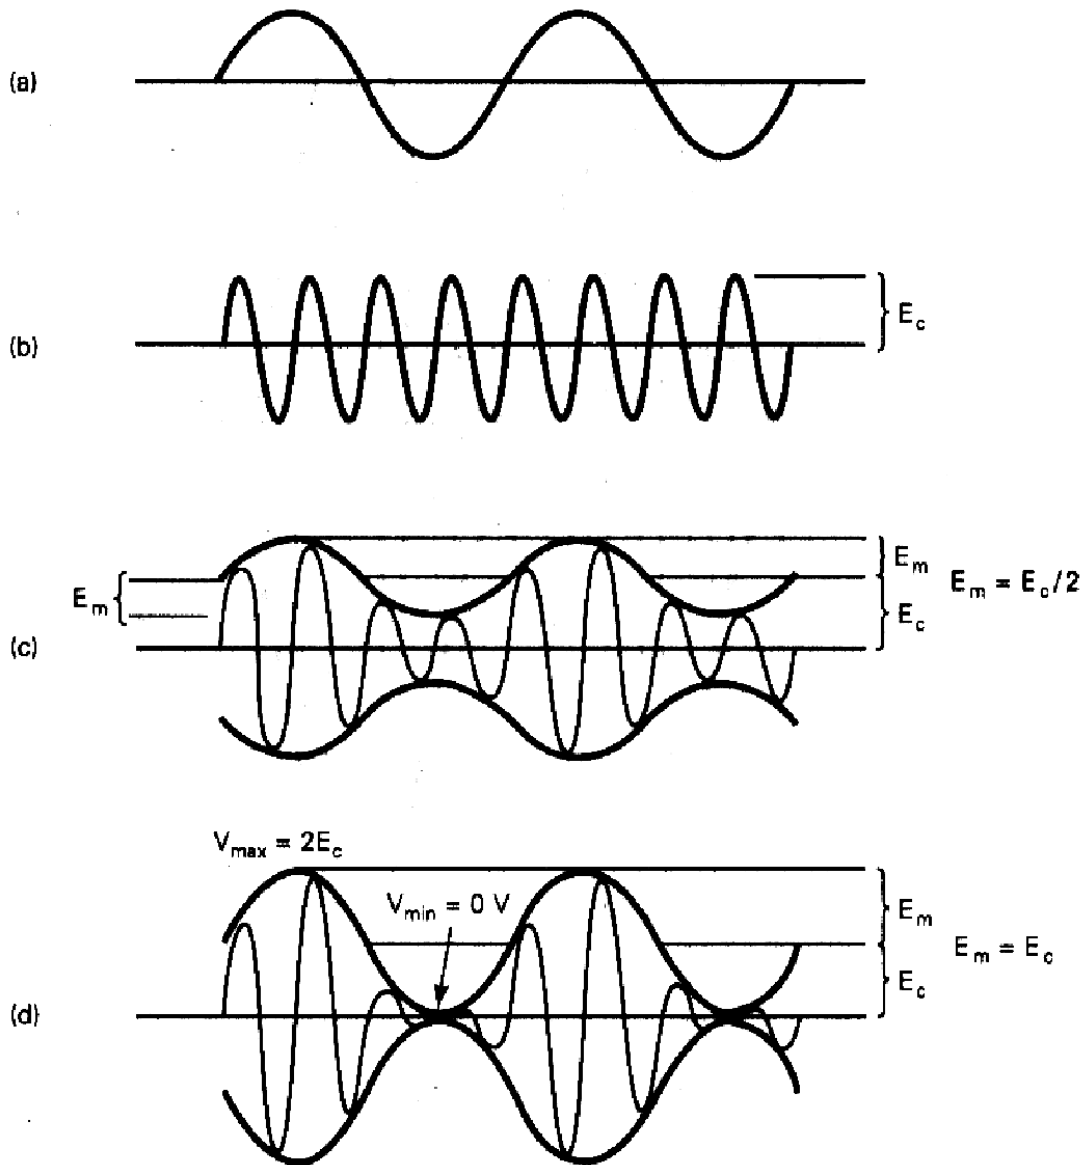 (a)
(b)
E_c
(c)
E_m
E_m
E_c
E_m = E_c/2
(d)
V_max = 2E_c
V_min = 0 V
E_m
E_c
E_m = E_c